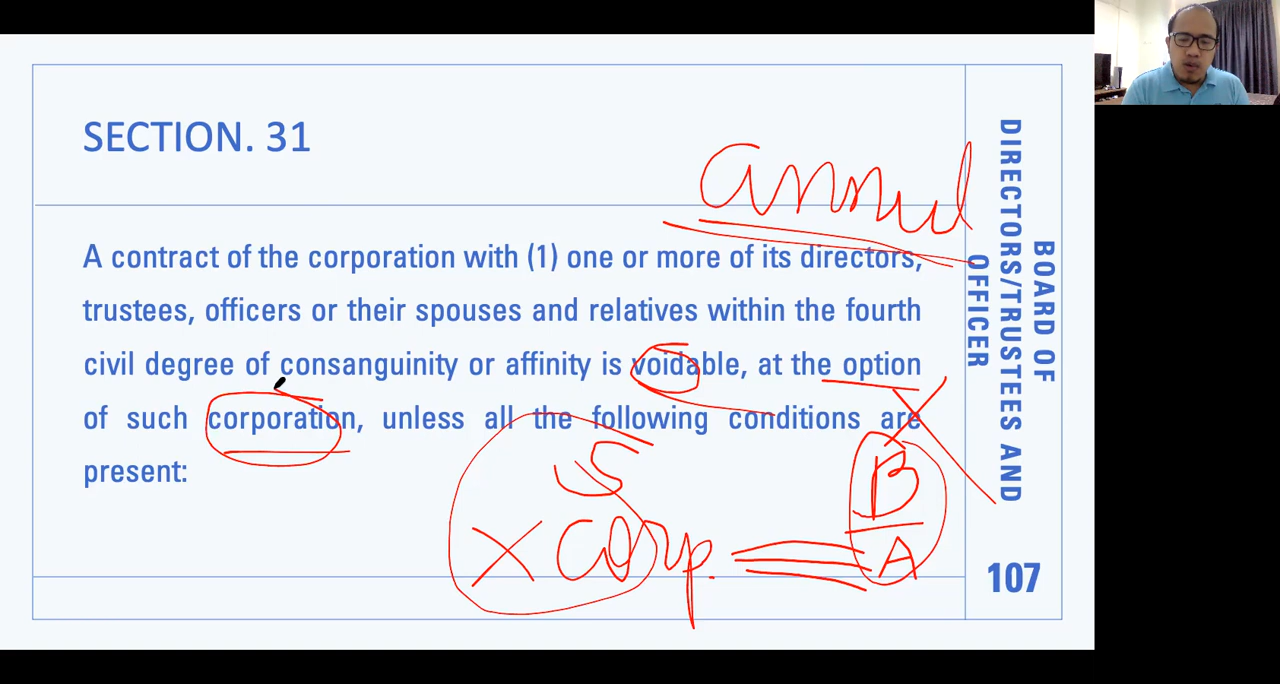 SECTION. 31
annul
A contract of the corporation with (1) one or more of its directors,
trustees, officers or their spouses and relatives within the fourth
civil degree of consanguinity or affinity is voidable, at the option
of such corporation, unless all the following conditions are
present:
X Corp.
B
A
BOARD OF
DIRECTORS/TRUSTEES AND
OFFICER
107